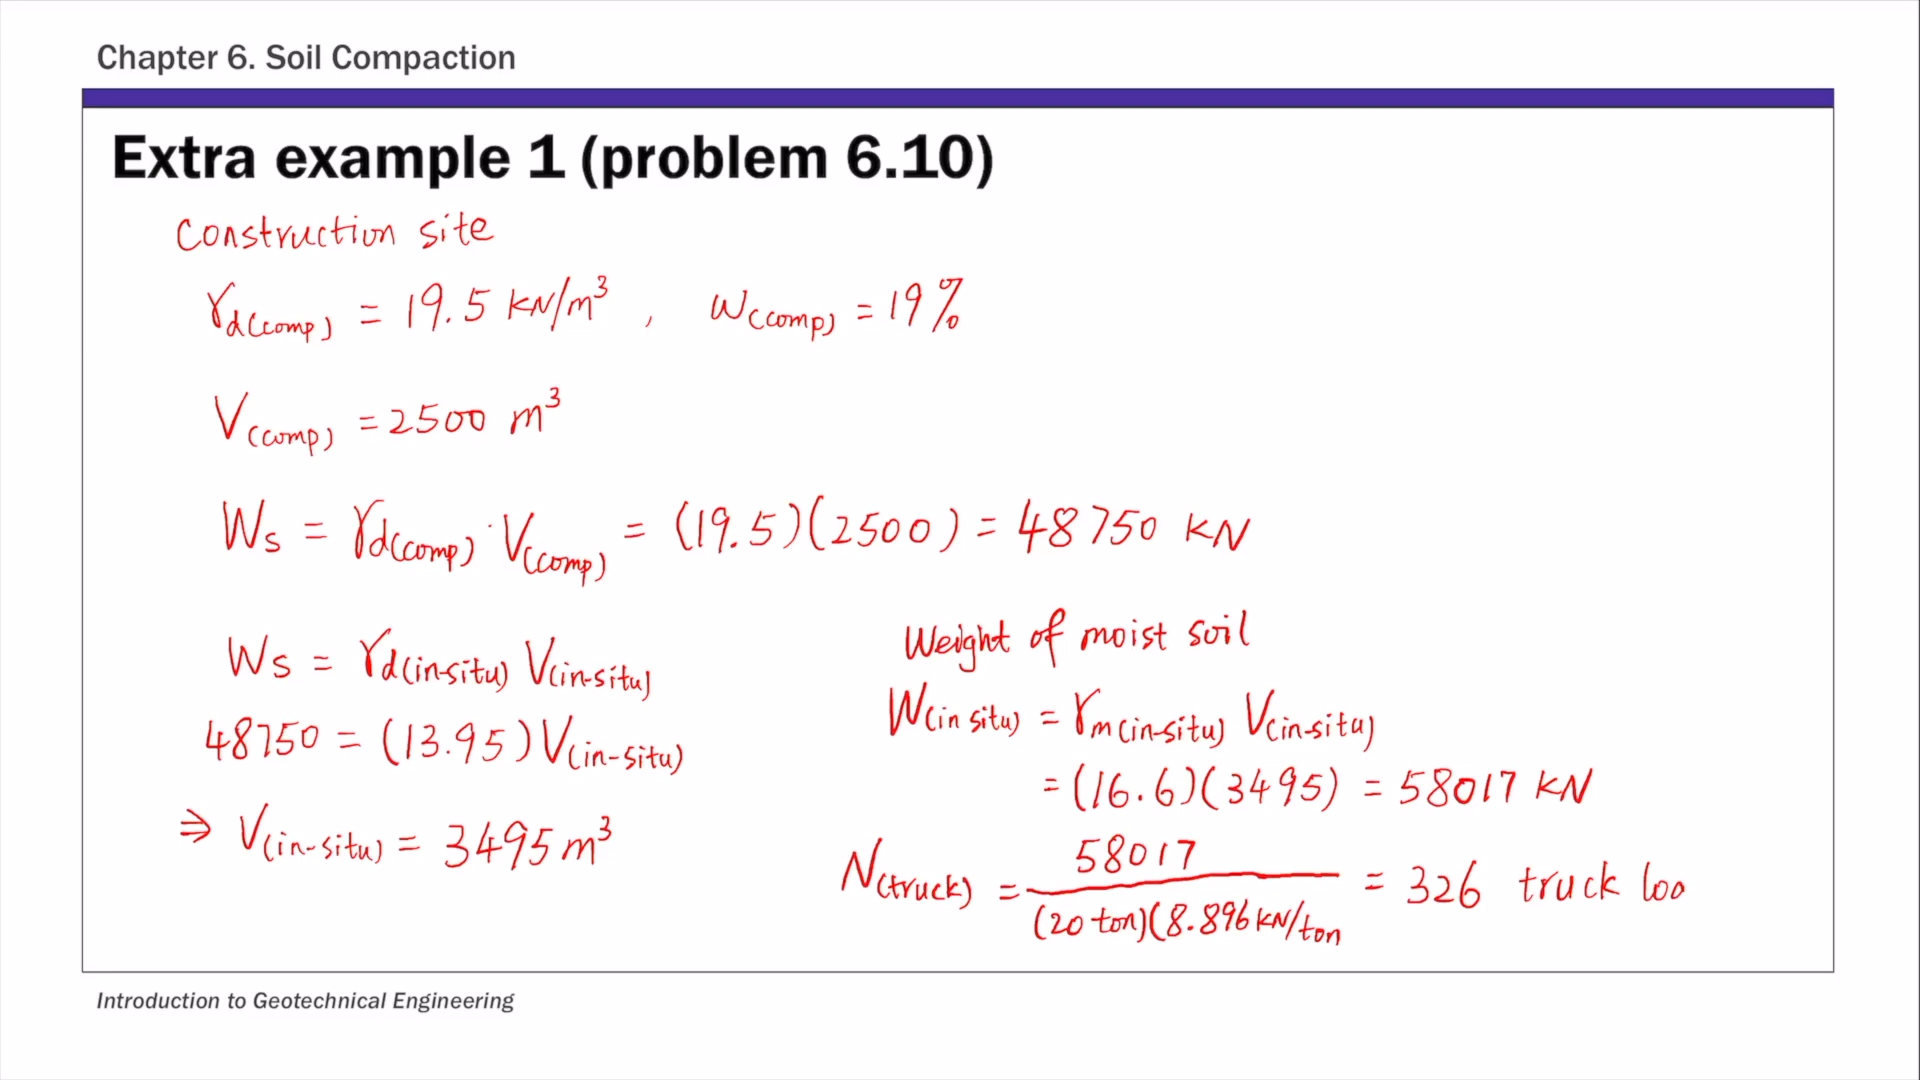 Chapter 6. Soil Compaction
Extra example 1 (problem 6.10)
Construction site
γd(comp) = 19.5 kN/m³ , w(comp) = 19%
V(comp) = 2500 m³
Ws = γd(comp) · V(comp) = (19.5)(2500) = 48750 kN
Ws = γd(in-situ) V(in-situ)
48750 = (13.95) V(in-situ)
⇒ V(in-situ) = 3495 m³
Weight of moist soil
W(in situ) = γm(in-situ) V(in-situ)
= (16.6)(3495) = 58017 kN
N(truck) = 58017 / (20 ton)(8.896 kN/ton = 326 truck loa
Introduction to Geotechnical Engineering